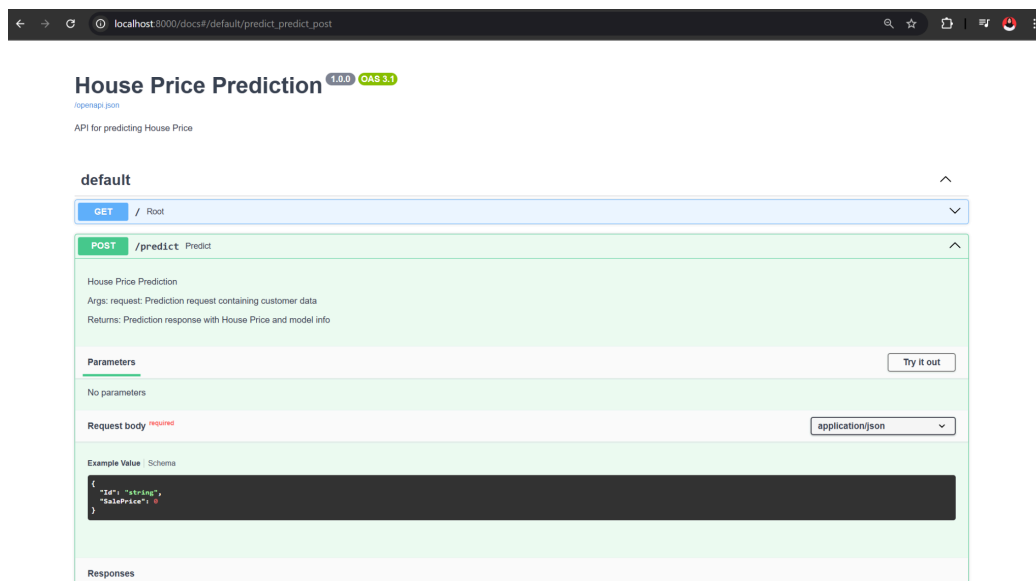 localhost:8000/docs#/default/predict_predict_post
House Price Prediction 1.0.0 OAS 3.1
/openapi.json
API for predicting House Price
default
GET / Root
POST /predict Predict
House Price Prediction
Args: request: Prediction request containing customer data
Returns: Prediction response with House Price and model info
Parameters
Try it out
No parameters
Request body required
application/json
Example Value Schema
{
"Id": "string",
"SalePrice": 0
}
Responses